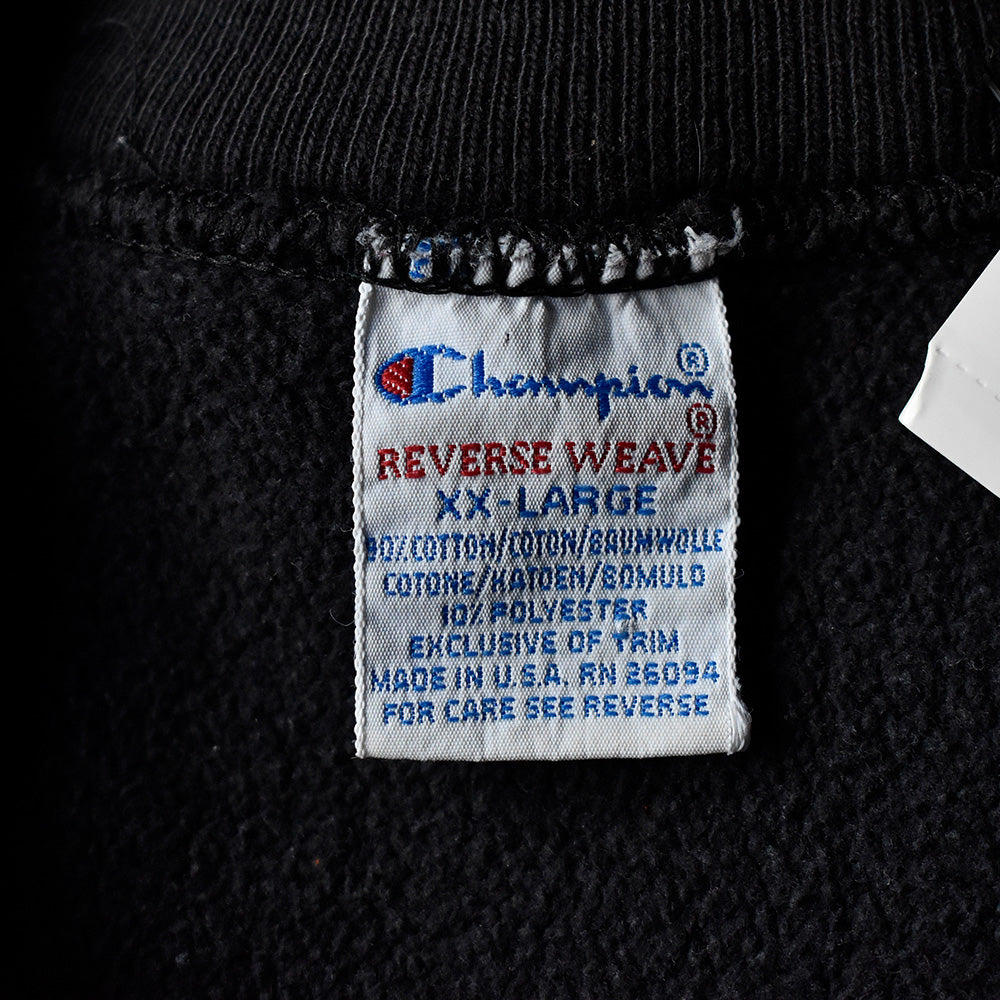 Champion®
REVERSE WEAVE®
XX-LARGE
90% COTTON/COTON/BAUMWOLLE
COTONE/KATOEN/BOMULD
10% POLYESTER
EXCLUSIVE OF TRIM
MADE IN U.S.A. RN 26094
FOR CARE SEE REVERSE